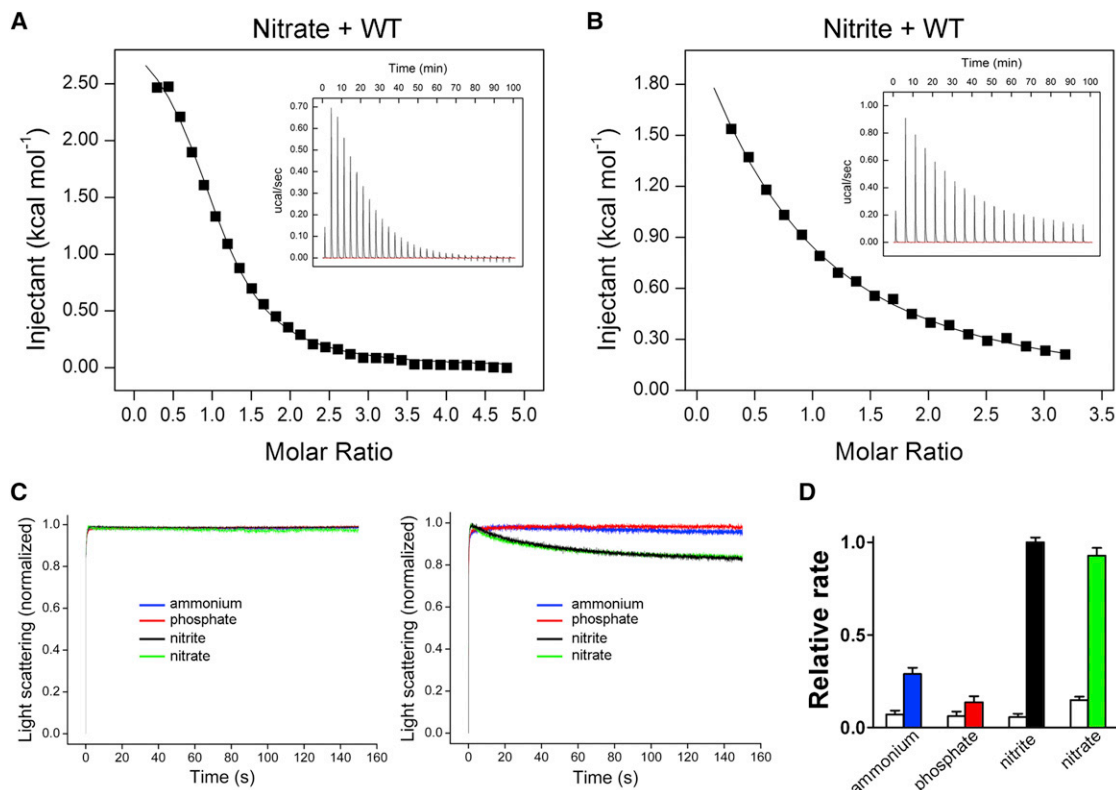 A
Nitrate + WT
Time (min)
0 10 20 30 40 50 60 70 80 90 100
0.70
0.60
0.50
0.40
0.30
0.20
0.10
0.00
ucal/sec
2.50
2.00
1.50
1.00
0.50
0.00
Injectant (kcal mol⁻¹)
0.0 0.5 1.0 1.5 2.0 2.5 3.0 3.5 4.0 4.5 5.0
Molar Ratio
B
Nitrite + WT
Time (min)
0 10 20 30 40 50 60 70 80 90 100
1.00
0.80
0.60
0.40
0.20
0.00
ucal/sec
1.80
1.50
1.20
0.90
0.60
0.30
0.00
Injectant (kcal mol⁻¹)
0.0 0.5 1.0 1.5 2.0 2.5 3.0 3.5
Molar Ratio
C
Light scattering (normalized)
1.0
0.8
0.6
0.4
0.2
0.0
ammonium
phosphate
nitrite
nitrate
0 20 40 60 80 100 120 140 160
Time (s)
Light scattering (normalized)
1.0
0.8
0.6
0.4
0.2
0.0
ammonium
phosphate
nitrite
nitrate
0 20 40 60 80 100 120 140 160
Time (s)
D
Relative rate
1.0
0.5
0.0
ammonium
phosphate
nitrite
nitrate